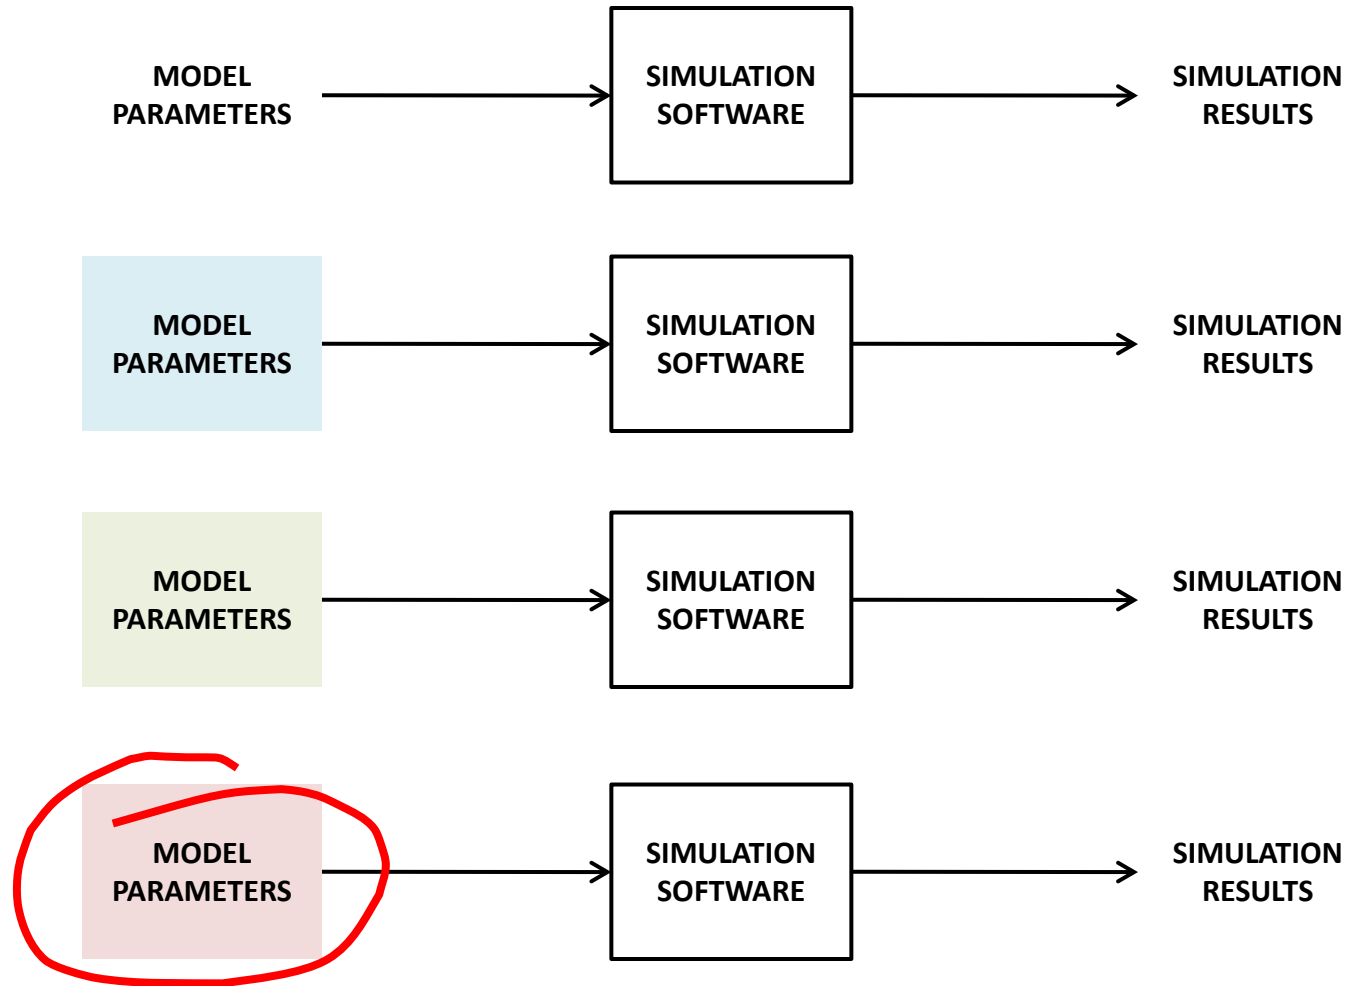 MODEL
PARAMETERS
SIMULATION
SOFTWARE
SIMULATION
RESULTS
MODEL
PARAMETERS
SIMULATION
SOFTWARE
SIMULATION
RESULTS
MODEL
PARAMETERS
SIMULATION
SOFTWARE
SIMULATION
RESULTS
MODEL
PARAMETERS
SIMULATION
SOFTWARE
SIMULATION
RESULTS